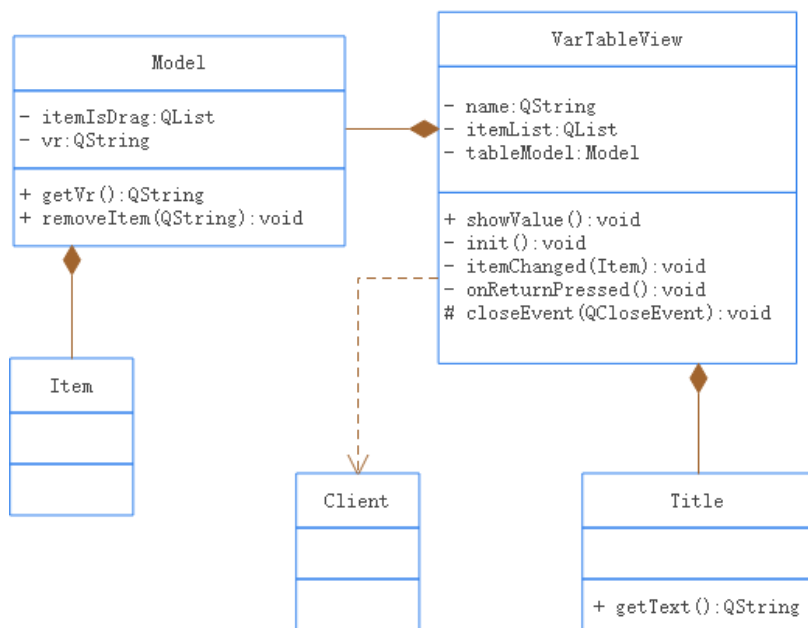 Model
- itemIsDrag:QList
- vr:QString
+ getVr():QString
+ removeItem(QString):void
VarTableView
- name:QString
- itemList:QList
- tableModel:Model
+ showValue():void
- init():void
- itemChanged(Item):void
- onReturnPressed():void
# closeEvent(QCloseEvent):void
Item
Client
Title
+ getText():QString